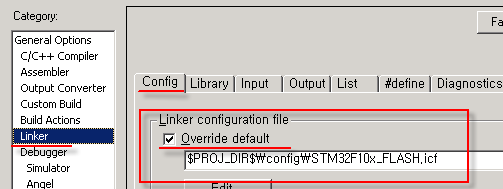 Category:
Fa
General Options
C/C++ Compiler
Assembler
Output Converter
Custom Build
Build Actions
Linker
Debugger
Simulator
Angel
Config
Library
Input
Output
List
#define
Diagnostics
Linker configuration file
Override default
$PROJ_DIR$₩config₩STM32F10x_FLASH.icf
Edit